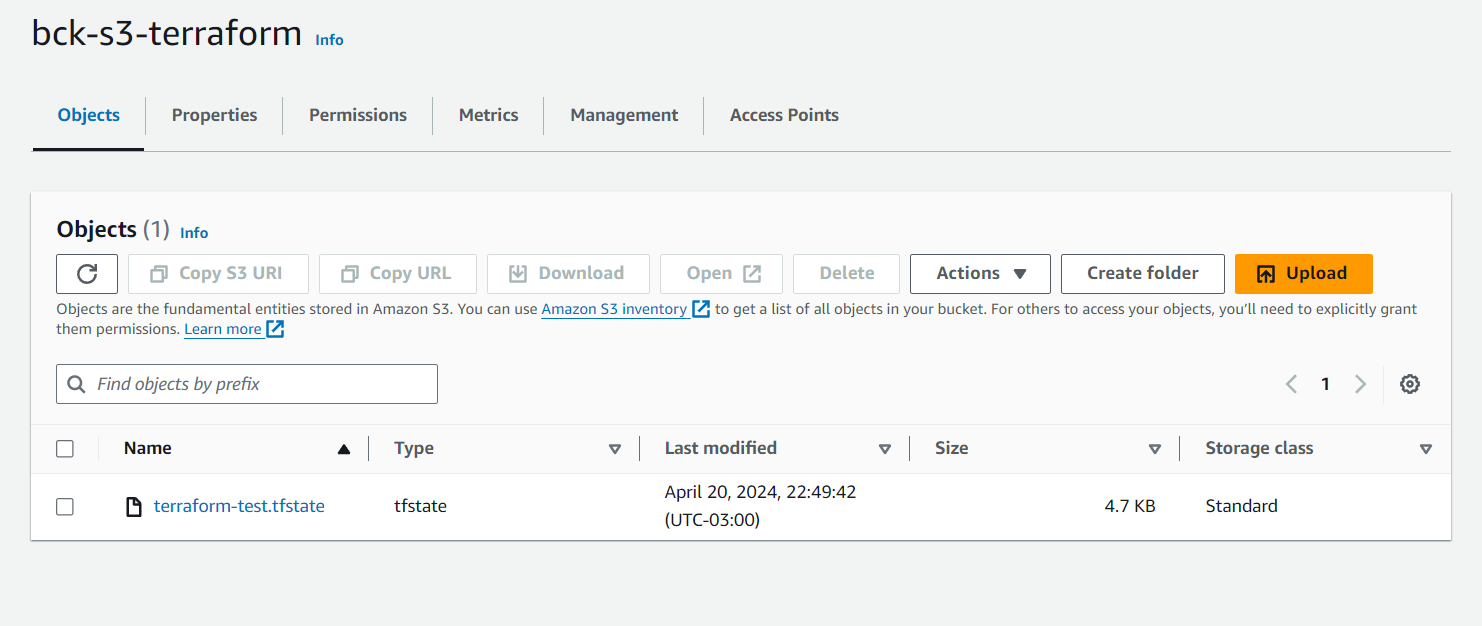 bck-s3-terraform Info
Objects Properties Permissions Metrics Management Access Points
Objects (1) Info
Copy S3 URI Copy URL Download Open Delete Actions Create folder Upload
Objects are the fundamental entities stored in Amazon S3. You can use Amazon S3 inventory to get a list of all objects in your bucket. For others to access your objects, you’ll need to explicitly grant
them permissions. Learn more
Find objects by prefix 1
Name Type Last modified Size Storage class
terraform-test.tfstate tfstate April 20, 2024, 22:49:42 4.7 KB Standard
(UTC-03:00)